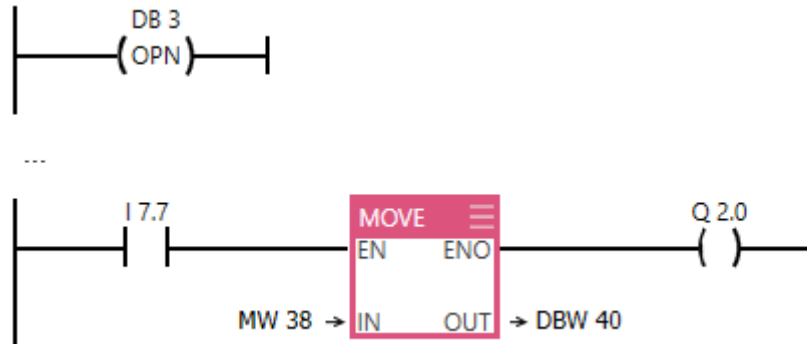 DB 3
OPN
...
I 7.7
MOVE
Q 2.0
EN ENO
MW 38 → IN OUT → DBW 40